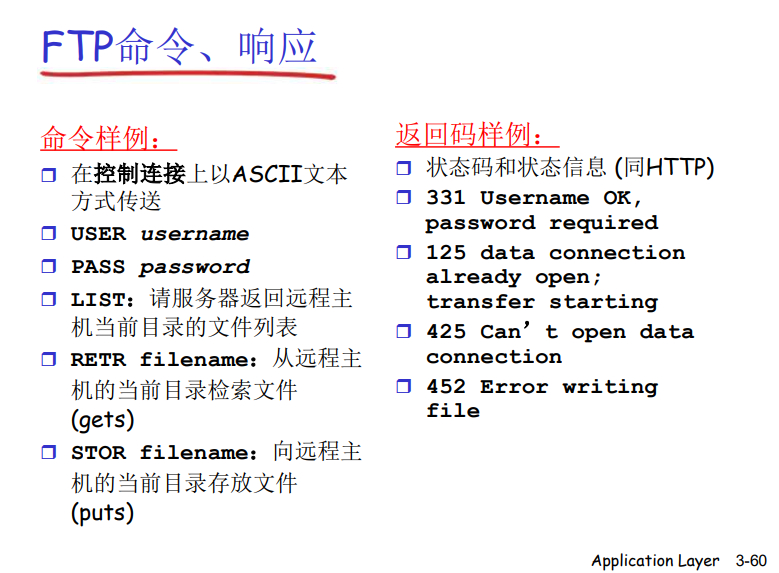 FTP命令、响应
命令样例：
在控制连接上以ASCII文本
方式传送
USER username
PASS password
LIST：请服务器返回远程主
机当前目录的文件列表
RETR filename：从远程主
机的当前目录检索文件
(gets)
STOR filename：向远程主
机的当前目录存放文件
(puts)
返回码样例：
状态码和状态信息 (同HTTP)
331 Username OK,
password required
125 data connection
already open;
transfer starting
425 Can’t open data
connection
452 Error writing
file
Application Layer 3-60